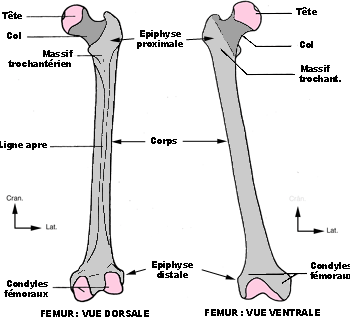 Tête
Tête
Col
Epiphyse
proximale
Col
Massif
trochantérien
Massif
trochant.
Ligne apre
Corps
Cran.
Lat.
Cran.
Lat.
Epiphyse
distale
Condyles
fémoraux
Condyles
fémoraux
FEMUR : VUE DORSALE
FEMUR : VUE VENTRALE